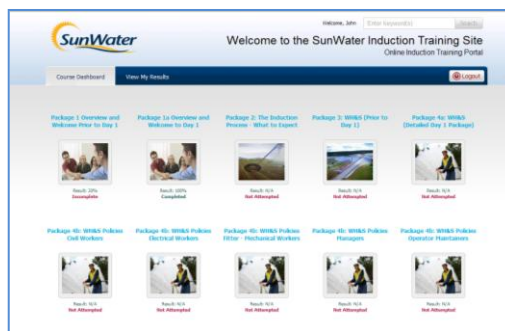 SunWater
Welcome, John
Enter Keyword(s)
Search
Welcome to the SunWater Induction Training Site
Online Induction Training Portal
Course Dashboard
View My Results
Logout
Package 1 Overview and
Welcome Prior to Day 1
Result: 20%
Incomplete
Package 1a Overview and
Welcome to Day 1
Result: 100%
Completed
Package 2: The Induction
Process - What to Expect
Result: N/A
Not Attempted
Package 3: WH&S (Prior to
Day 1)
Result: N/A
Not Attempted
Package 4a: WH&S
(Detailed Day 1 Package)
Result: N/A
Not Attempted
Package 4b: WH&S Policies
Civil Workers
Result: N/A
Not Attempted
Package 4b: WH&S Policies
Electrical Workers
Result: N/A
Not Attempted
Package 4b: WH&S Policies
Fitter - Mechanical Workers
Result: N/A
Not Attempted
Package 4b: WH&S Policies
Managers
Result: N/A
Not Attempted
Package 4b: WH&S Policies
Operator Maintainers
Result: N/A
Not Attempted